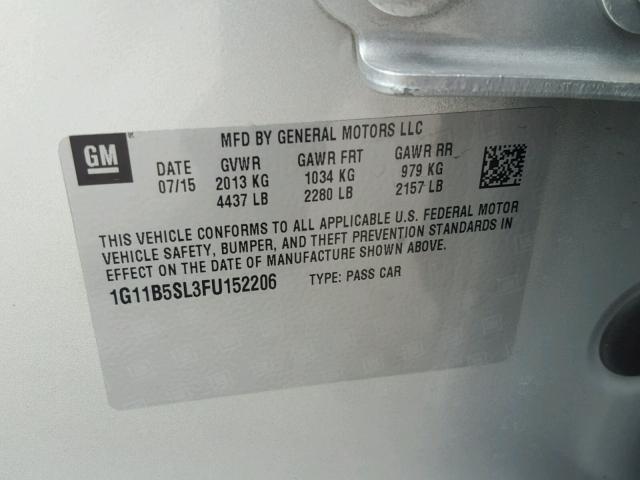 GM
MFD BY GENERAL MOTORS LLC
DATE GVWR GAWR FRT GAWR RR
07/15 2013 KG 1034 KG 979 KG
4437 LB 2280 LB 2157 LB
THIS VEHICLE CONFORMS TO ALL APPLICABLE U.S. FEDERAL MOTOR
VEHICLE SAFETY, BUMPER, AND THEFT PREVENTION STANDARDS IN
EFFECT ON THE DATE OF MANUFACTURE SHOWN ABOVE.
1G11B5SL3FU152206 TYPE: PASS CAR